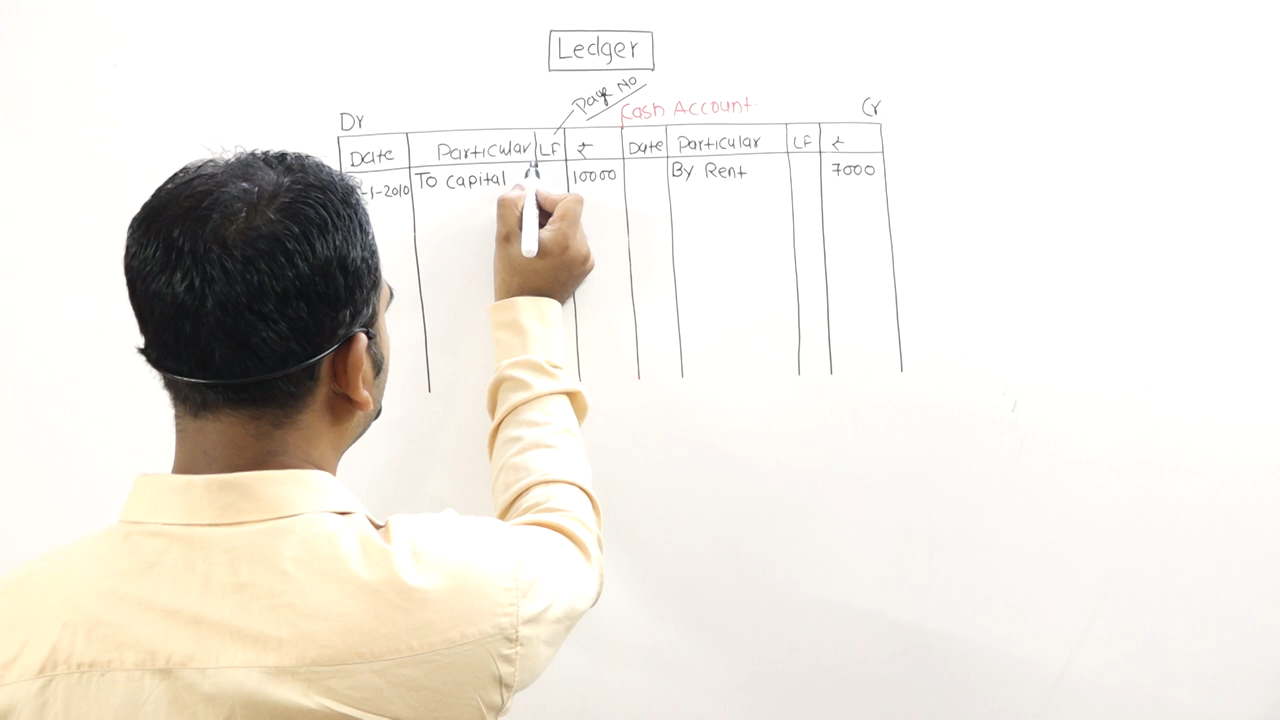 Ledger
Page No
Dr Cash Account Cr
Date Particular LF ₹ Date Particular LF ₹
-1-2010 To Capital 10000 By Rent 7000